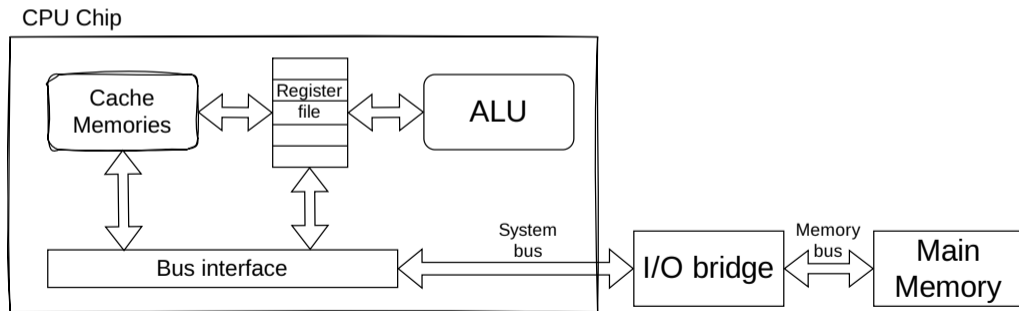 CPU Chip
Cache
Memories
Register
file
ALU
System
bus
Bus interface
I/O bridge
Memory
bus
Main
Memory